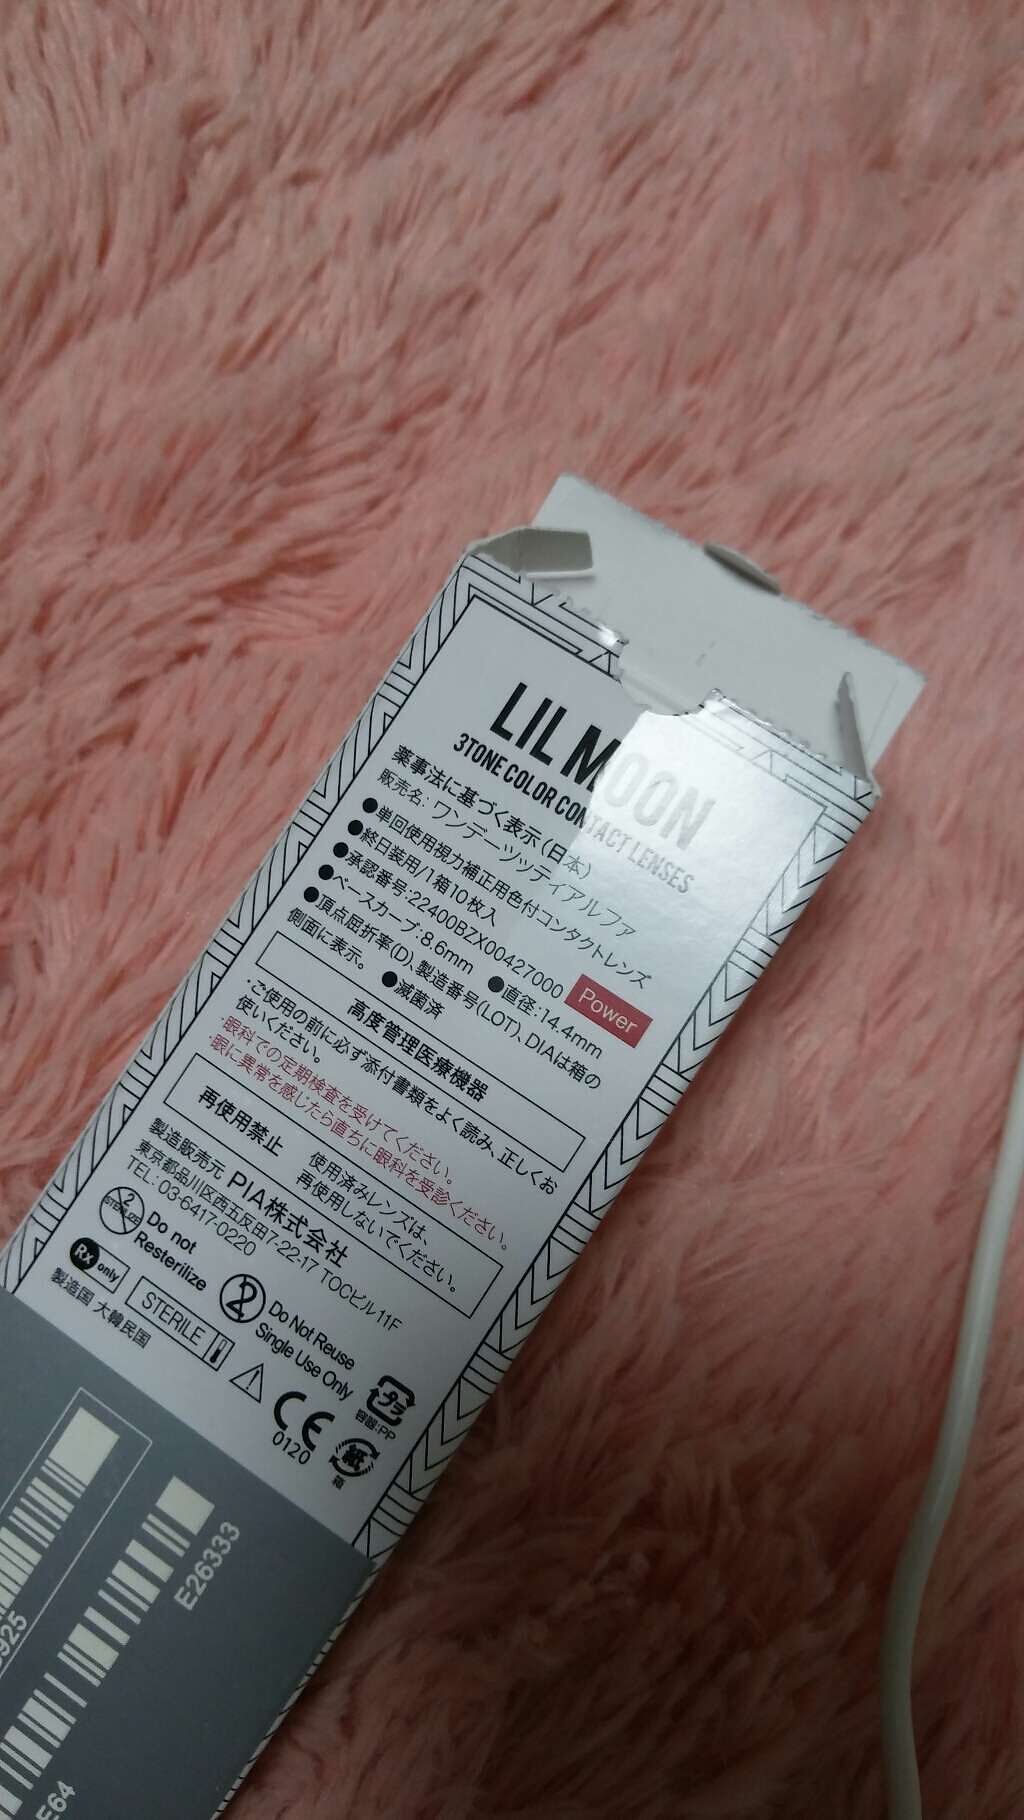 LIL MOON
3TONE COLOR CONTACT LENSES
薬事法に基づく表示(日本)
販売名: ワンデーツッティアルファ
●単回使用視力補正用色付コンタクトレンズ
●終日装用/1箱10枚入
●承認番号:22400BZX00427000 Power
●ベースカーブ:8.6mm ●直径:14.4mm
●頂点屈折率(D)、製造番号(LOT)、DIAは箱の
側面に表示。 ●滅菌済
高度管理医療機器
・ご使用の前に必ず添付書類をよく読み、正しくお
使いください。
・眼科での定期検査を受けてください。
・眼に異常を感じたら直ちに眼科を受診ください。
再使用禁止 使用済みレンズは、
再使用しないでください。
製造販売元 PIA株式会社
東京都品川区西五反田7-22-17 TOCビル11F
TEL: 03-6417-0220
2 STERILIZE Do not
Resterilize
2 Do Not Reuse
Single Use Only
Rx only
STERILE
製造国 大韓民国
CE
0120
プラ
容器:PP
紙
箱
E26333
925
E64